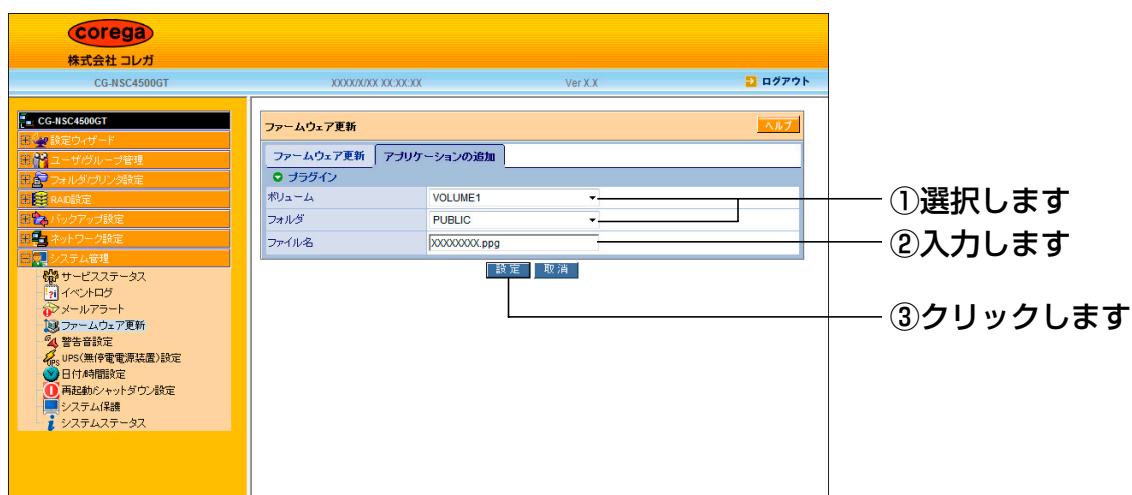 corega
株式会社 コレガ
CG-NSC4500GT XXXX/X/XX XX:XX:XX Ver X.X ログアウト
CG-NSC4500GT
設定ウィザード
ユーザ/グループ管理
フォルダ/プリンタ設定
RAID設定
バックアップ設定
ネットワーク設定
システム管理
サービスステータス
イベントログ
メールアラート
ファームウェア更新
警告音設定
UPS(無停電電源装置)設定
日付/時間設定
再起動/シャットダウン設定
システム保護
システムステータス
ファームウェア更新 ヘルプ
ファームウェア更新 アプリケーションの追加
プラグイン
ボリューム VOLUME1
フォルダ PUBLIC
ファイル名 XXXXXXXX.ppg
設定 取消
①選択します
②入力します
③クリックします